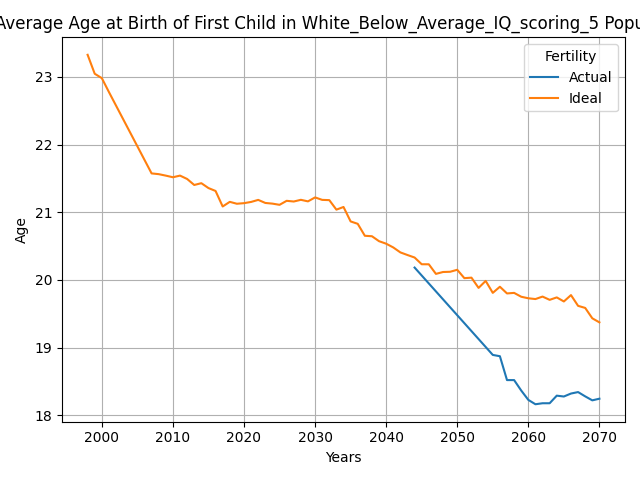 Average Age at Birth of First Child in White_Below_Average_IQ_scoring_5 Popu
Fertility
Actual
Ideal
23
22
21
20
19
18
Age
2000 2010 2020 2030 2040 2050 2060 2070
Years